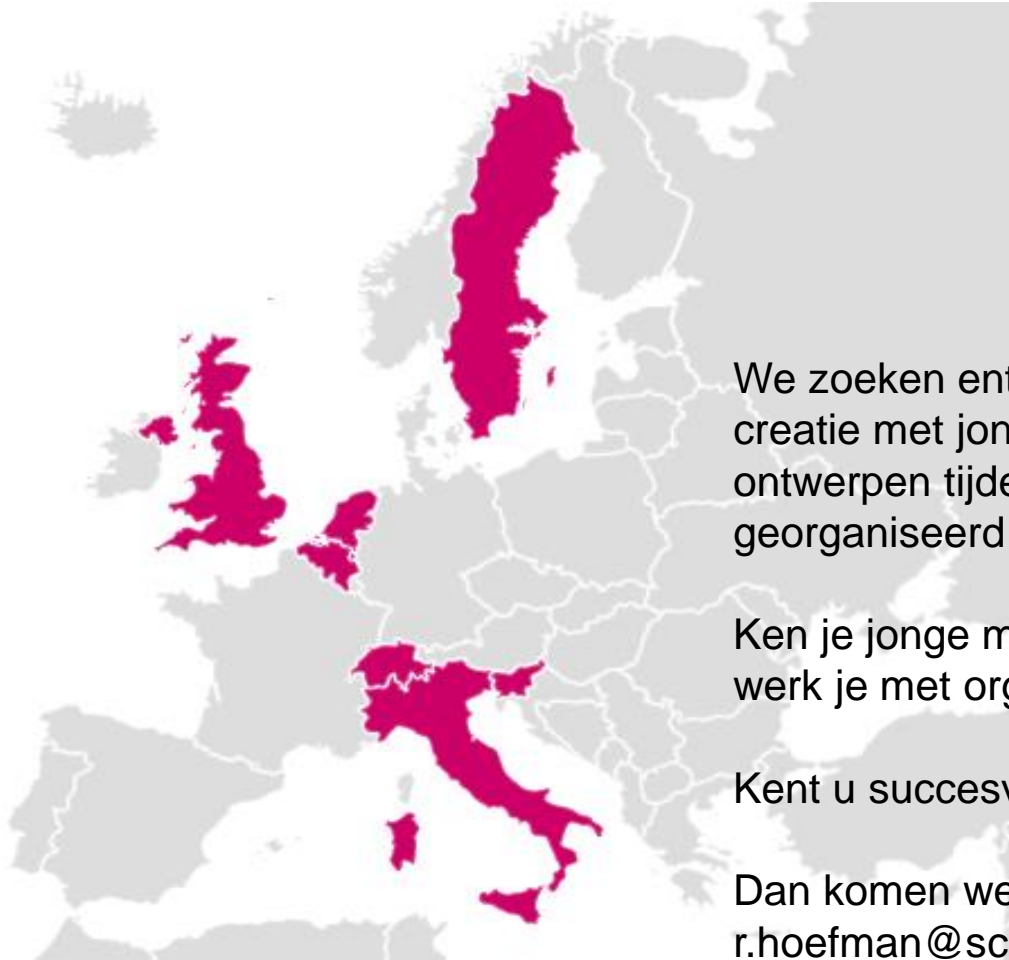 We zoeken ent
creatie met jon
ontwerpen tijde
georganiseerd
Ken je jonge m
werk je met org
Kent u succesv
Dan komen we
r.hoefman@sc